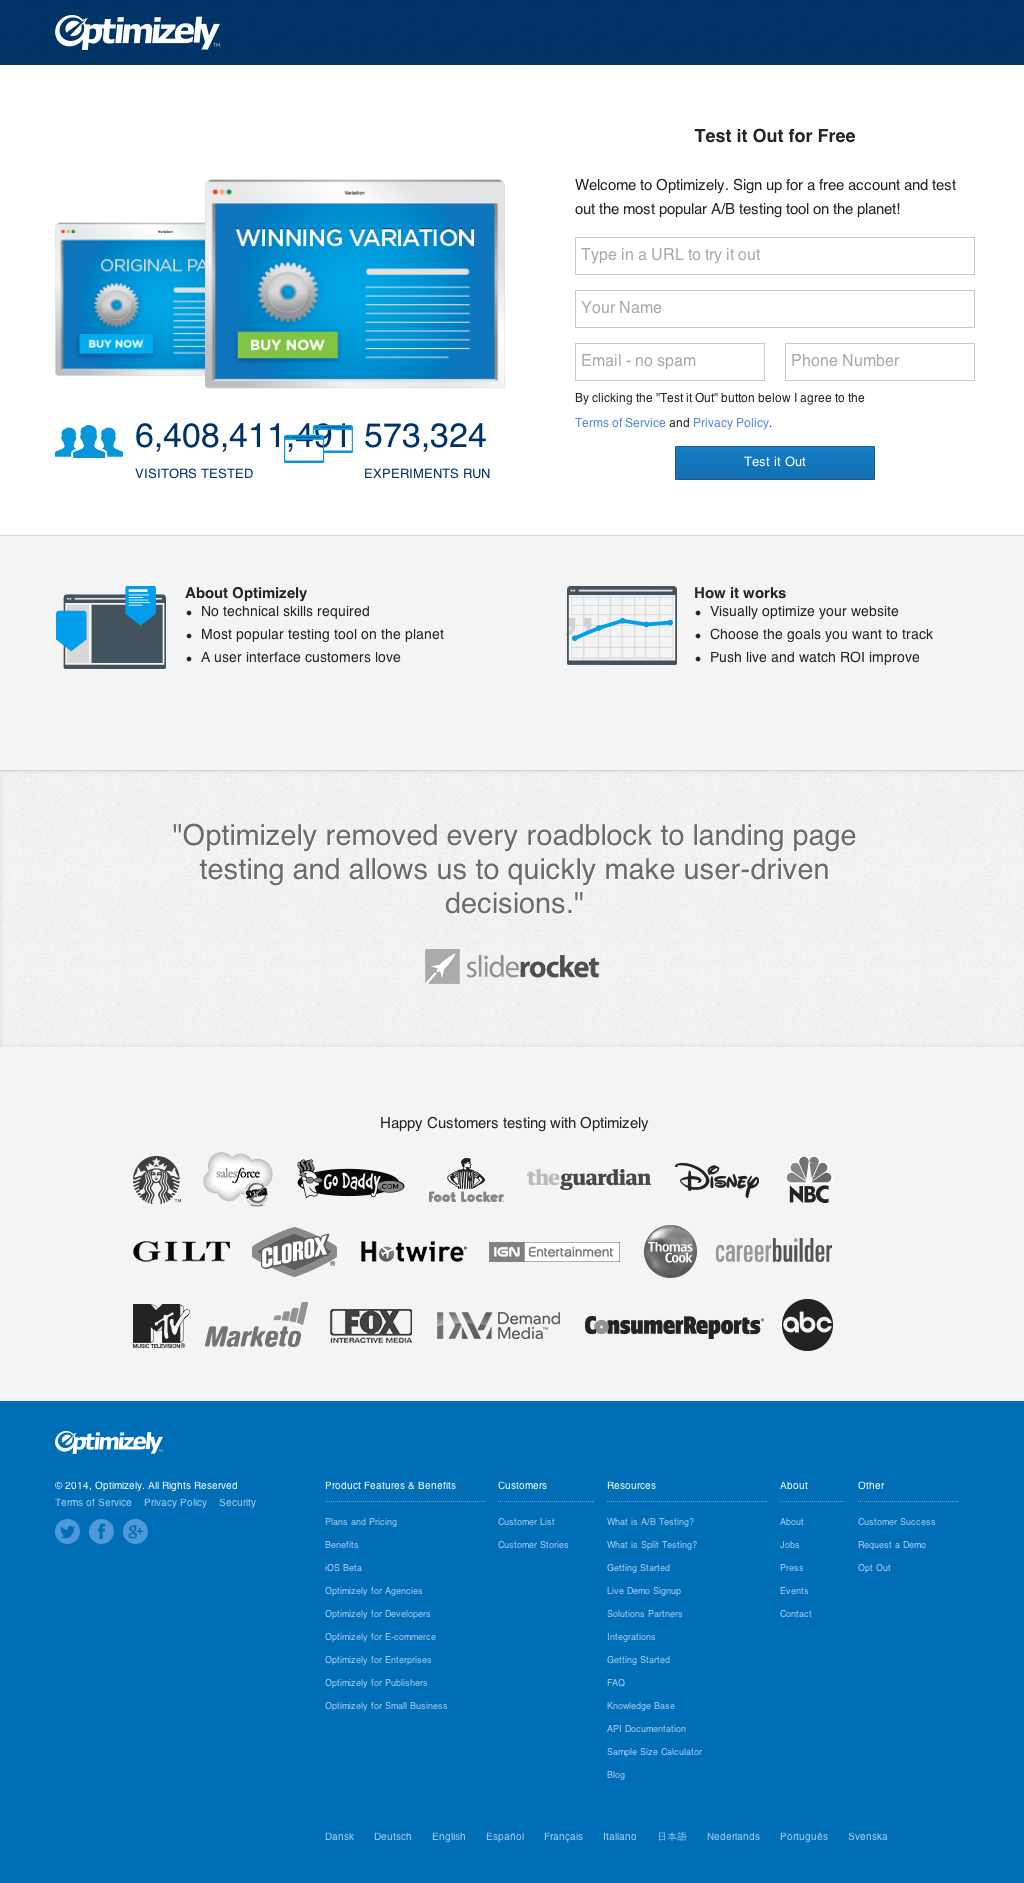 Optimizely™
Test it Out for Free
Welcome to Optimizely. Sign up for a free account and test
out the most popular A/B testing tool on the planet!
Type in a URL to try it out
Your Name
Email - no spam
Phone Number
By clicking the "Test it Out" button below I agree to the
Terms of Service and Privacy Policy.
Test it Out
Variation
ORIGINAL PA
BUY NOW
Variation
WINNING VARIATION
BUY NOW
6,408,411,451
VISITORS TESTED
573,324
EXPERIMENTS RUN
About Optimizely
No technical skills required
Most popular testing tool on the planet
A user interface customers love
How it works
Visually optimize your website
Choose the goals you want to track
Push live and watch ROI improve
"Optimizely removed every roadblock to landing page
testing and allows us to quickly make user-driven
decisions."
sliderocket
Happy Customers testing with Optimizely
salesforce
Go Daddy.COM
Foot Locker.
theguardian
Disney
NBC
GILT
CLOROX®
Hotwire®
IGN Entertainment
Thomas
Cook
careerbuilder
MTV
MUSIC TELEVISION®
Marketo
FOX
INTERACTIVE MEDIA
Demand
Media™
ConsumerReports®
abc
Optimizely
© 2014, Optimizely. All Rights Reserved
Terms of Service Privacy Policy Security
Product Features & Benefits
Plans and Pricing
Benefits
iOS Beta
Optimizely for Agencies
Optimizely for Developers
Optimizely for E-commerce
Optimizely for Enterprises
Optimizely for Publishers
Optimizely for Small Business
Customers
Customer List
Customer Stories
Resources
What is A/B Testing?
What is Split Testing?
Getting Started
Live Demo Signup
Solutions Partners
Integrations
Getting Started
FAQ
Knowledge Base
API Documentation
Sample Size Calculator
Blog
About
About
Jobs
Press
Events
Contact
Other
Customer Success
Request a Demo
Opt Out
Dansk Deutsch English Español Français Italiano 日本語 Nederlands Português Svenska